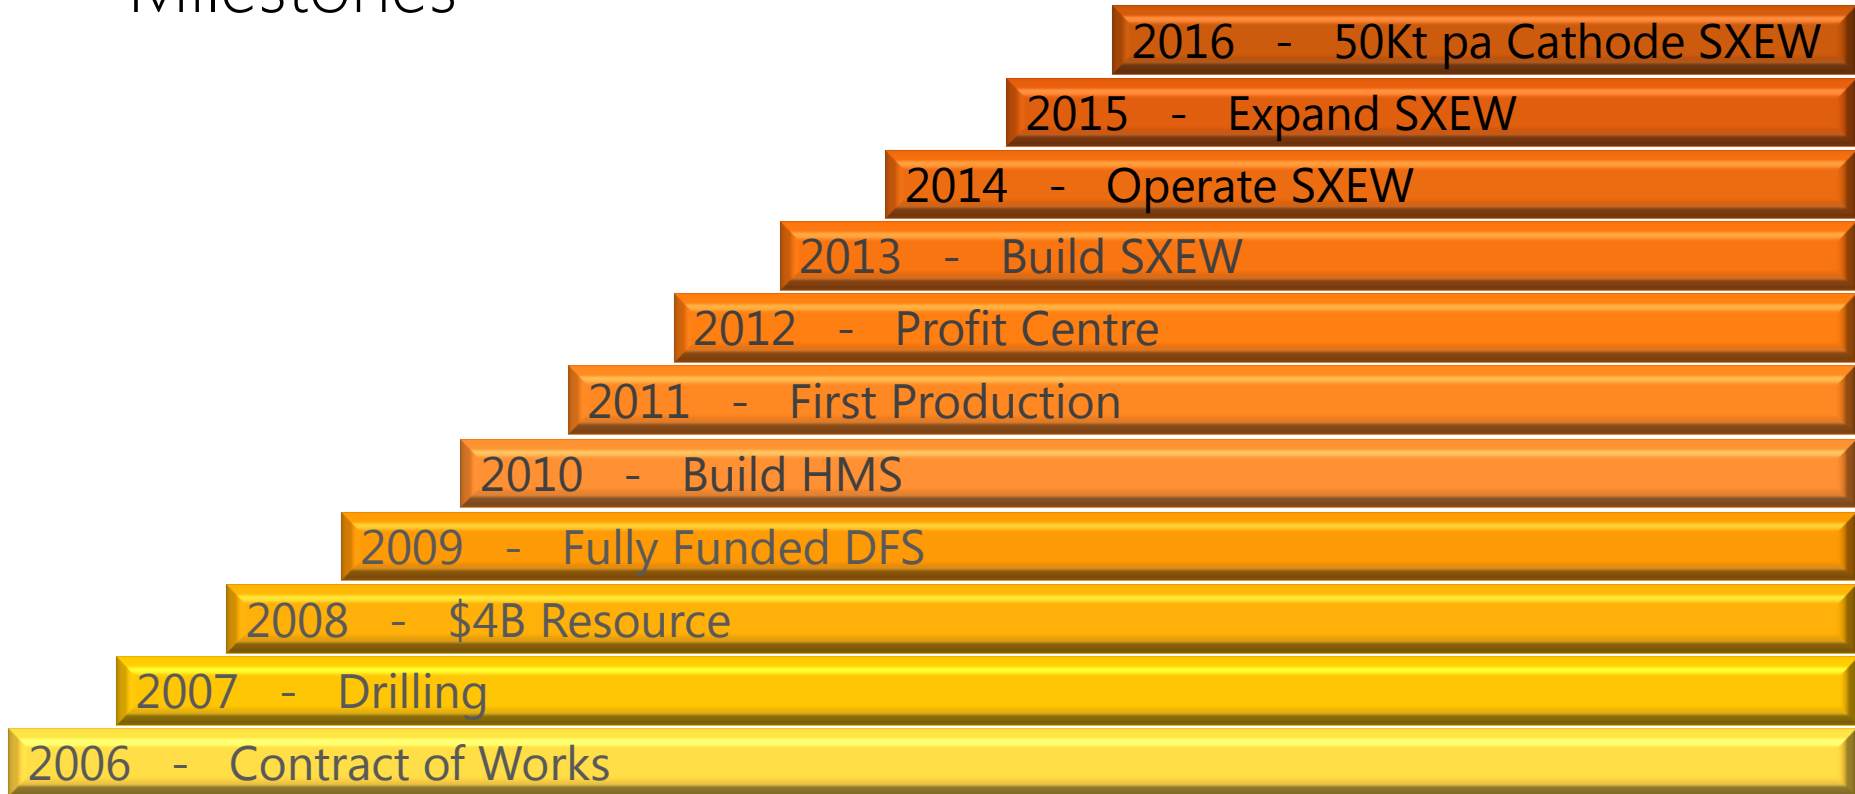 Milestones
2016 - 50Kt pa Cathode SXEW
2015 - Expand SXEW
2014 - Operate SXEW
2013 - Build SXEW
2012 - Profit Centre
2011 - First Production
2010 - Build HMS
2009 - Fully Funded DFS
2008 - $4B Resource
2007 - Drilling
2006 - Contract of Works